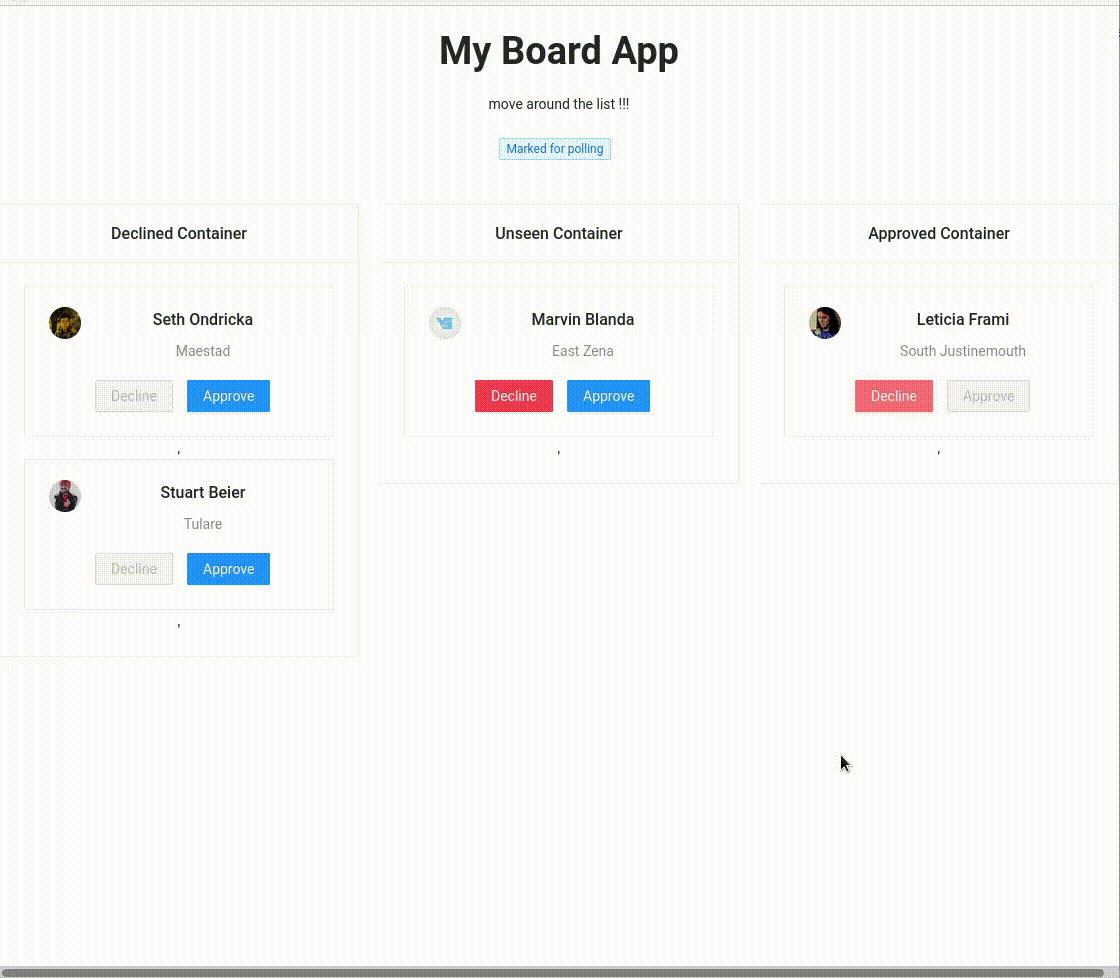 My Board App
move around the list !!!
Marked for polling
Declined Container
Seth Ondricka
Maestad
Decline Approve
,
Stuart Beier
Tulare
Decline Approve
,
Unseen Container
Marvin Blanda
East Zena
Decline Approve
,
Approved Container
Leticia Frami
South Justinemouth
Decline Approve
,